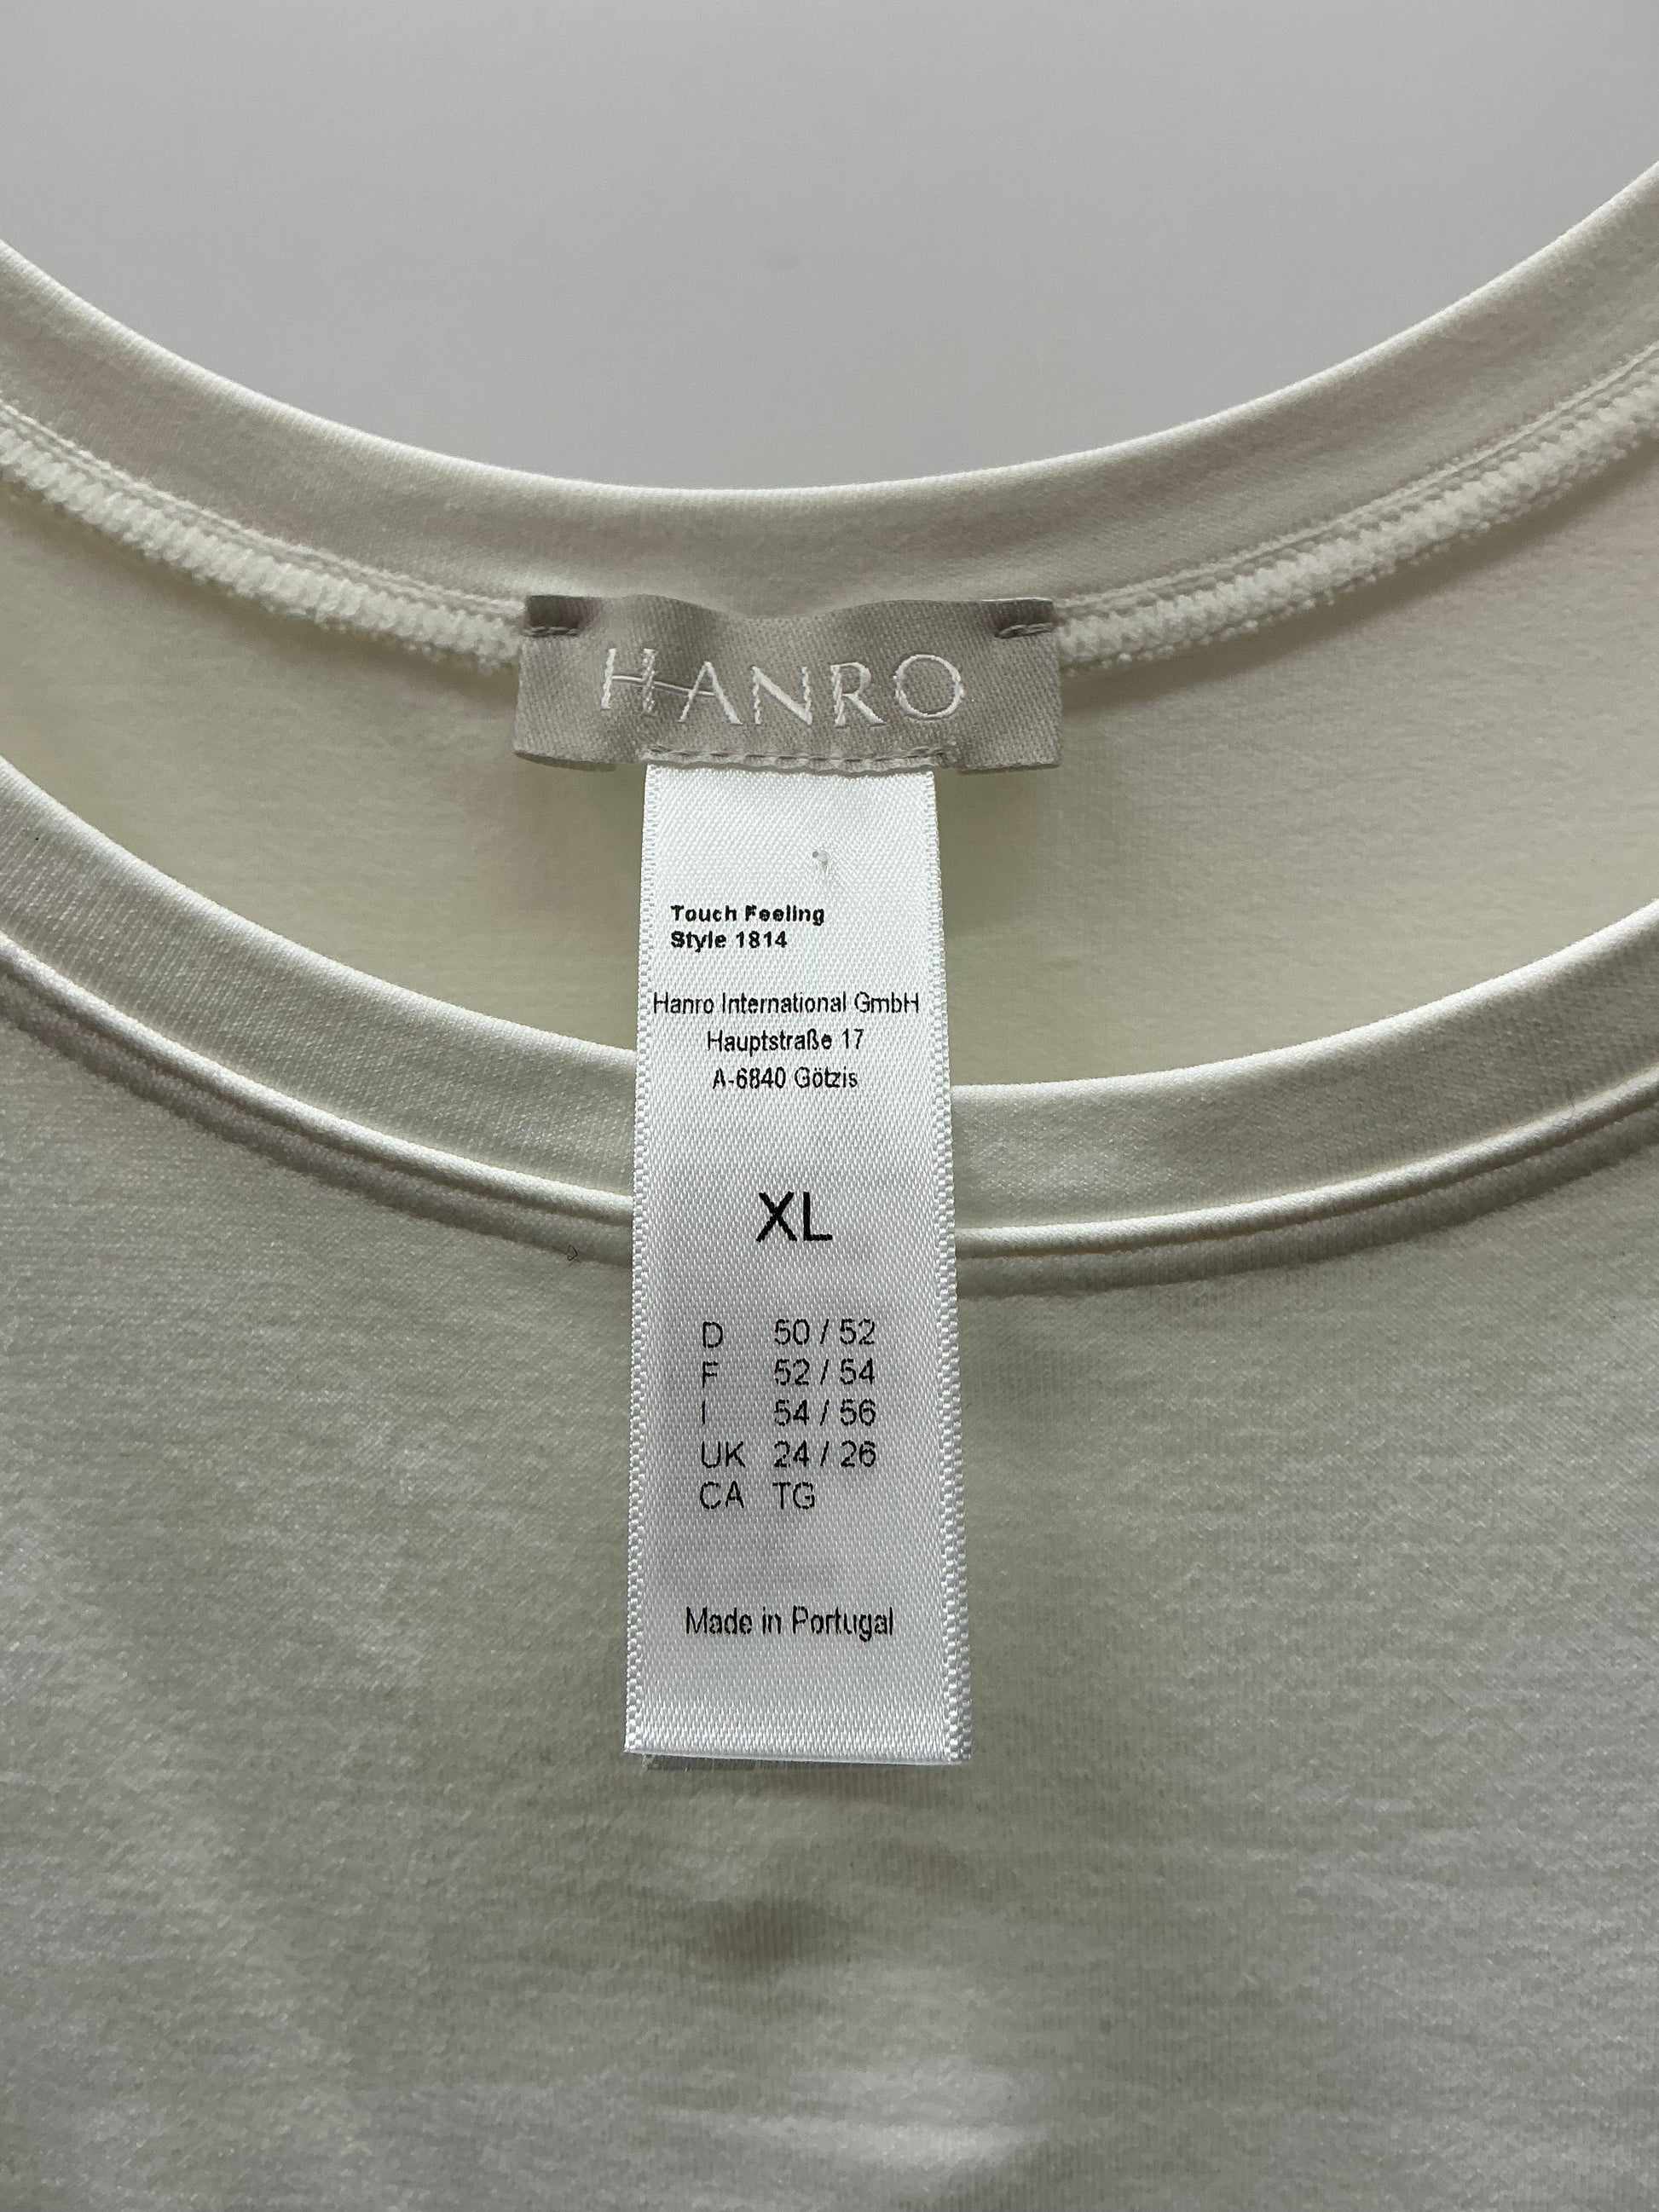 HANRO
Touch Feeling
Style 1814
Hanro International GmbH
Hauptstraße 17
A-6840 Götzis
XL
D 50 / 52
F 52 / 54
I 54 / 56
UK 24 / 26
CA TG
Made in Portugal